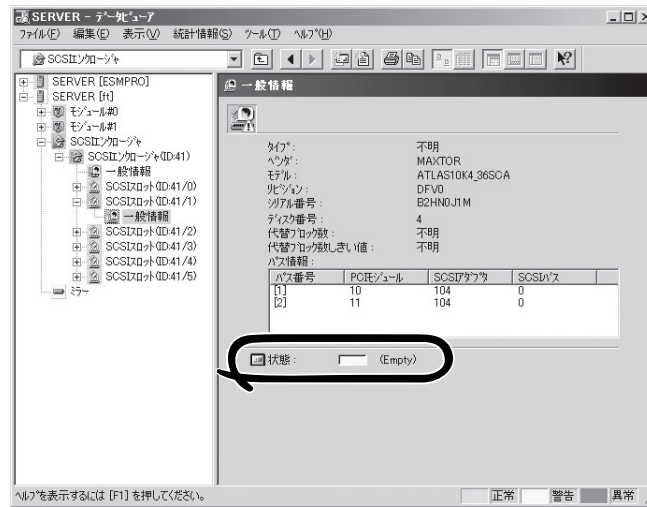 SERVER - ﾃﾞｰﾀﾋﾞｭｰｱ
ﾌｧｲﾙ(F) 編集(E) 表示(V) 統計情報(S) ﾂｰﾙ(T) ﾍﾙﾌﾟ(H)
SCSIｴﾝｸﾛｰｼﾞｬ
SERVER [ESMPRO]
SERVER [ft]
ﾓｼﾞｭｰﾙ#0
ﾓｼﾞｭｰﾙ#1
SCSIｴﾝｸﾛｰｼﾞｬ
SCSIｴﾝｸﾛｰｼﾞｬ(ID:41)
一般情報
SCSIｽﾛｯﾄ(ID:41/0)
SCSIｽﾛｯﾄ(ID:41/1)
一般情報
SCSIｽﾛｯﾄ(ID:41/2)
SCSIｽﾛｯﾄ(ID:41/3)
SCSIｽﾛｯﾄ(ID:41/4)
SCSIｽﾛｯﾄ(ID:41/5)
ﾐﾗｰ
一般情報
ﾀｲﾌﾟ: 不明
ﾍﾞﾝﾀﾞ: MAXTOR
ﾓﾃﾞﾙ: ATLAS10K4_36SCA
ﾘﾋﾞｼﾞｮﾝ: DFV0
ｼﾘｱﾙ番号: B2HN0J1M
ﾃﾞｨｽｸ番号: 4
代替ﾌﾞﾛｯｸ数: 不明
代替ﾌﾞﾛｯｸ数しきい値: 不明
ﾊﾟｽ情報:
ﾊﾟｽ番号 PCIﾓｼﾞｭｰﾙ SCSIｱﾀﾞﾌﾟﾀ SCSIﾊﾞｽ
[1] 10 104 0
[2] 11 104 0
状態: (Empty)
ﾍﾙﾌﾟを表示するには [F1] を押してください。
正常 警告 異常